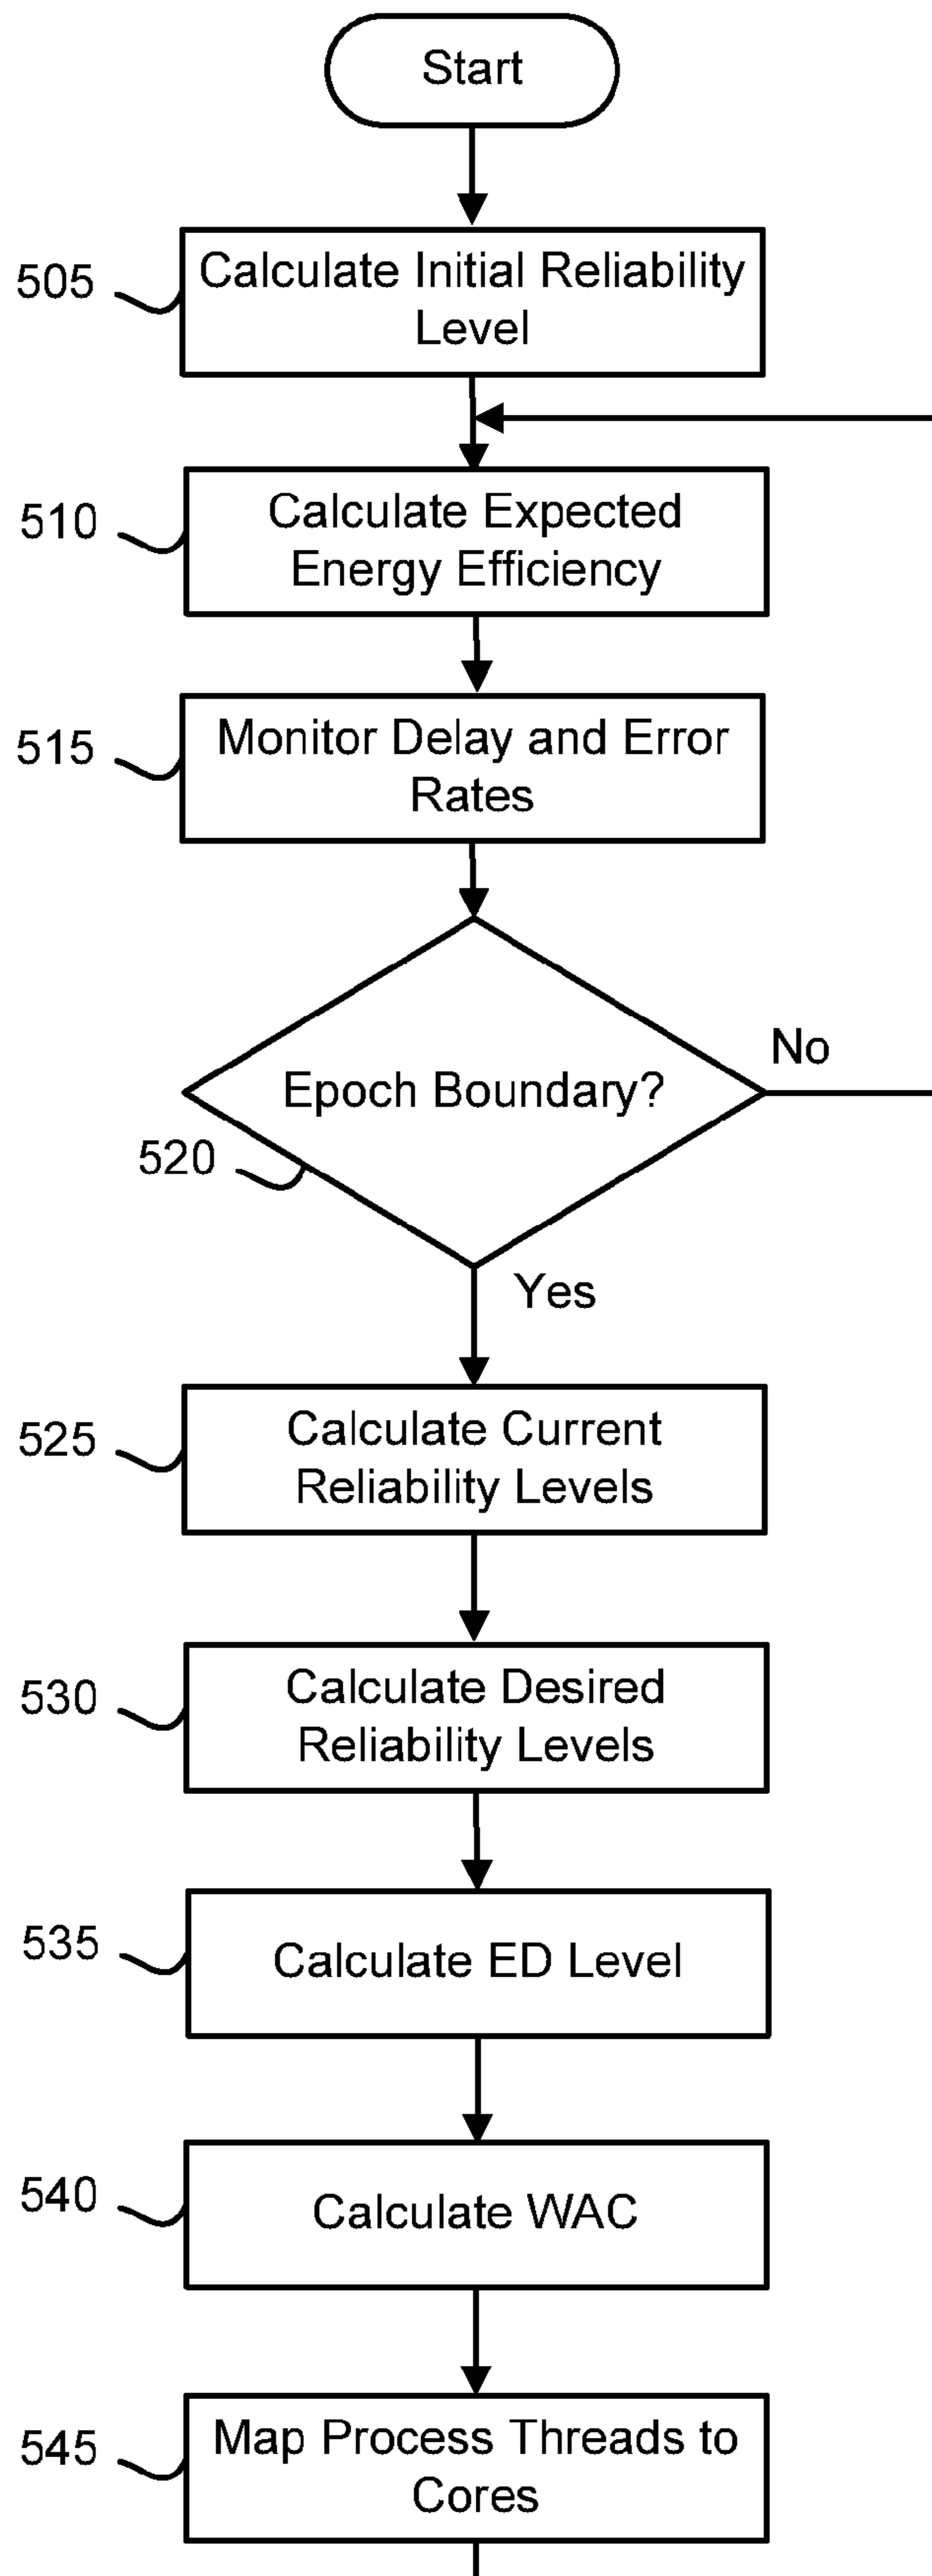 Start
505
Calculate Initial Reliability
Level
510
Calculate Expected
Energy Efficiency
515
Monitor Delay and Error
Rates
No
Epoch Boundary?
520
Yes
525
Calculate Current
Reliability Levels
530
Calculate Desired
Reliability Levels
535
Calculate ED Level
540
Calculate WAC
545
Map Process Threads to
Cores